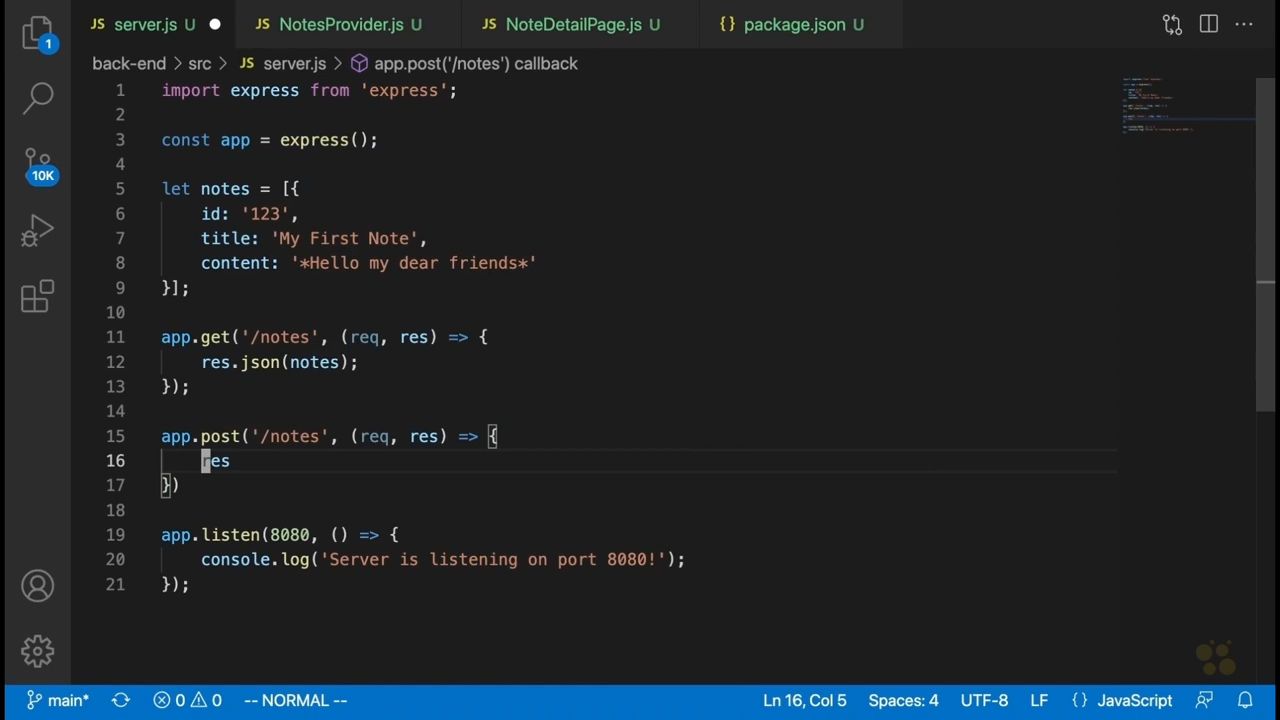 JS server.js U ● JS NotesProvider.js U JS NoteDetailPage.js U {} package.json U ···
1
back-end > src > JS server.js > app.post('/notes') callback
1 import express from 'express';
2
3 const app = express();
4
10K
5 let notes = [{
6 id: '123',
7 title: 'My First Note',
8 content: '*Hello my dear friends*'
9 }];
10
11 app.get('/notes', (req, res) => {
12 res.json(notes);
13 });
14
15 app.post('/notes', (req, res) => {
16 res
17 })
18
19 app.listen(8080, () => {
20 console.log('Server is listening on port 8080!');
21 });
main* 0 0 -- NORMAL -- Ln 16, Col 5 Spaces: 4 UTF-8 LF {} JavaScript